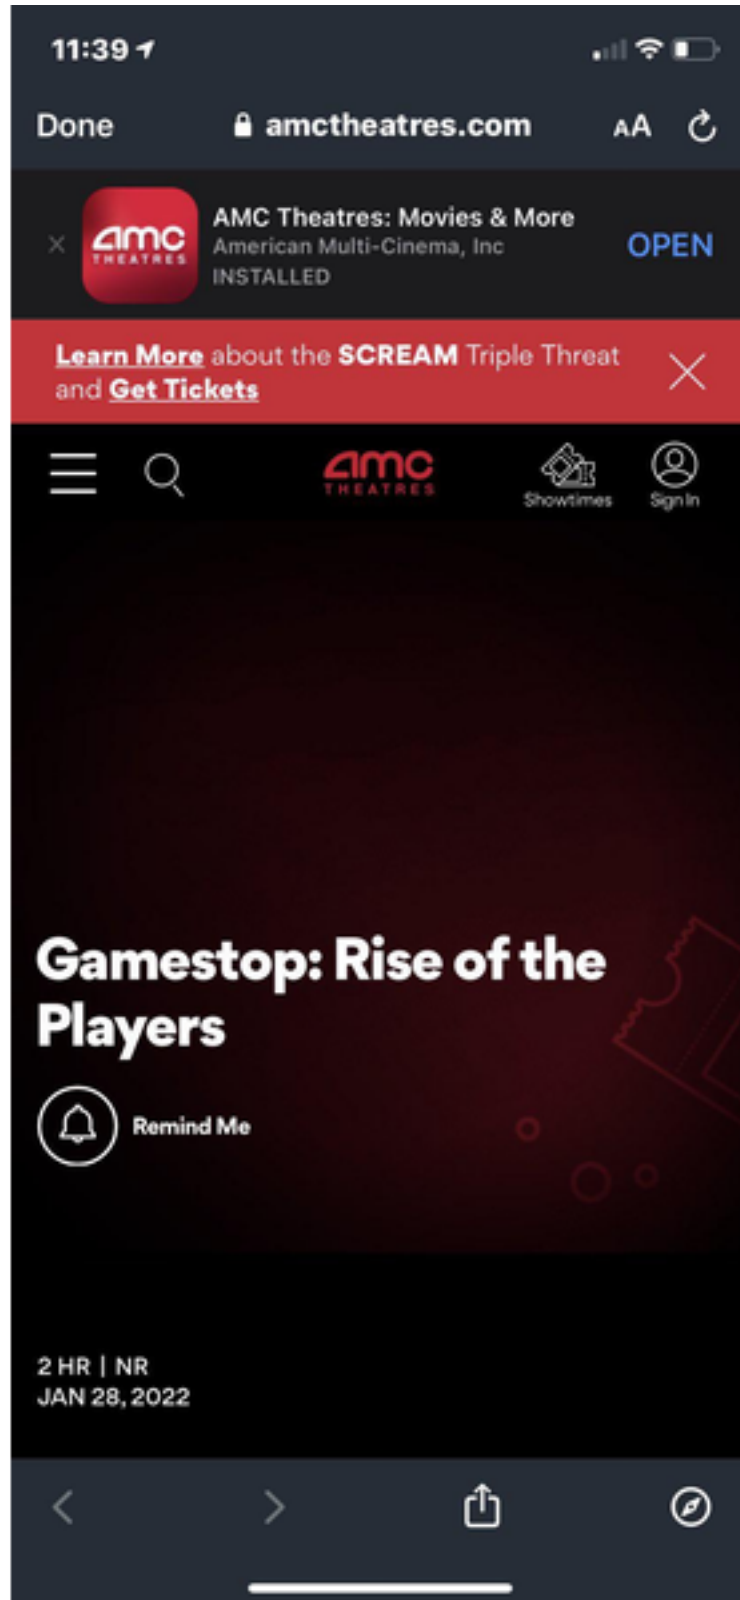 11:39
Done
amctheatres.com
AA
amc
THEATRES
AMC Theatres: Movies & More
American Multi-Cinema, Inc
INSTALLED
OPEN
Learn More about the SCREAM Triple Threat
and Get Tickets
amc
THEATRES
Showtimes
Sign In
Gamestop: Rise of the
Players
Remind Me
2 HR | NR
JAN 28, 2022